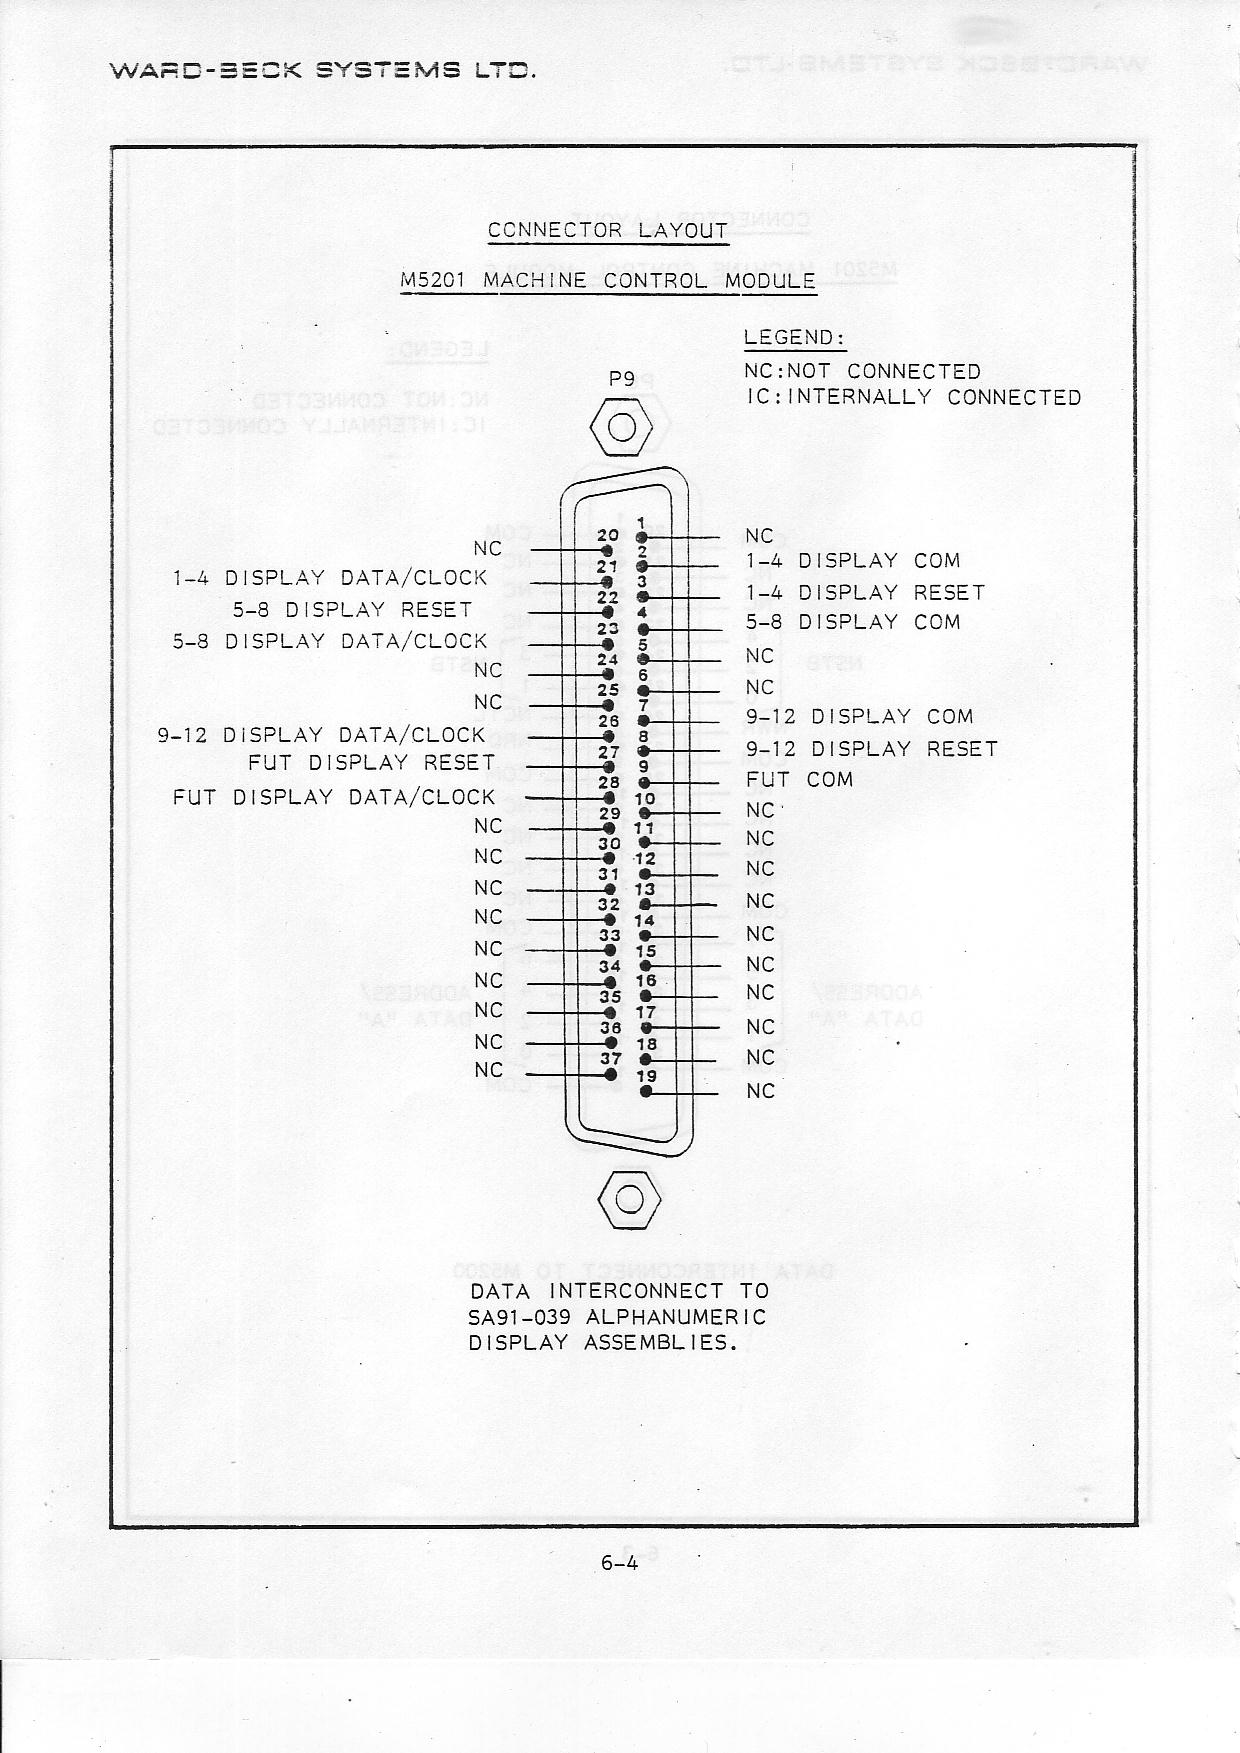 WARD-BECK SYSTEMS LTD.
CCNNECTOR LAYOUT
M5201 MACHINE CONTROL MODULE
LEGEND:
NC:NOT CONNECTED
IC:INTERNALLY CONNECTED
P9
1 NC
20 NC
2 1-4 DISPLAY COM
21 1-4 DISPLAY DATA/CLOCK
3 1-4 DISPLAY RESET
22 5-8 DISPLAY RESET
4 5-8 DISPLAY COM
23 5-8 DISPLAY DATA/CLOCK
5 NC
24 NC
6 NC
25 NC
7 9-12 DISPLAY COM
26 9-12 DISPLAY DATA/CLOCK
8 9-12 DISPLAY RESET
27 FUT DISPLAY RESET
9 FUT COM
28 FUT DISPLAY DATA/CLOCK
10 NC
29 NC
11 NC
30 NC
12 NC
31 NC
13 NC
32 NC
14 NC
33 NC
15 NC
34 NC
16 NC
35 NC
17 NC
36 NC
18 NC
37 NC
19 NC
DATA INTERCONNECT TO
SA91-039 ALPHANUMERIC
DISPLAY ASSEMBLIES.
6-4